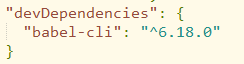 "devDependencies": {
  "babel-cli": "^6.18.0"
}